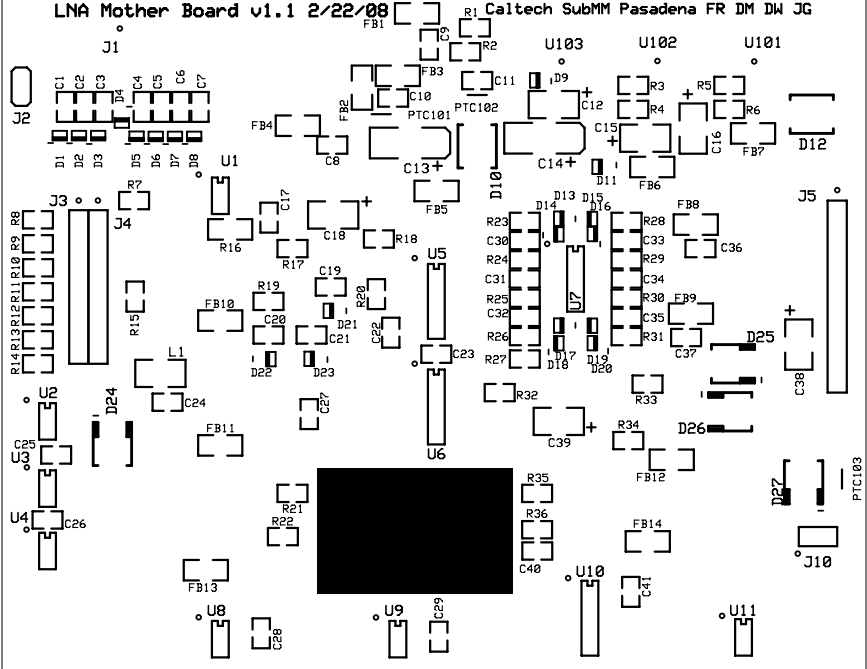 LNA Mother Board v1.1 2/22/08
Caltech SubMM Pasadena FR DM DW JG
FB1
C9
R1
R2
J1
U103
U102
U101
J2
C1
C2
C3
D4
C4
C5
C6
C7
FB2
FB3
C10
C11
PTC102
D9
C12
R3
R4
R5
R6
D1
D2
D3
D5
D6
D7
D8
FB4
C8
PTC101
C13
D10
C14
C15
D11
FB6
C16
FB7
D12
U1
J3
J4
R7
R16
C17
R17
C18
R18
FB5
D14
D13
D15
D16
FB8
C36
J5
R8
R9
R10
R11
R12
R13
R14
R15
FB10
R19
C19
R20
C20
D21
C21
C22
D22
D23
U5
C23
U6
R23
C30
R24
C31
R25
C32
R26
R27
U7
D17
D18
D19
D20
R28
C33
R29
C34
R30
C35
R31
FB9
C37
D25
C38
L1
C24
D24
U2
C25
U3
U4
C26
FB11
C27
R32
C39
R33
R34
D26
FB12
D27
PTC103
J10
R21
R22
R35
R36
C40
FB14
FB13
U8
C28
U9
C29
U10
C41
U11